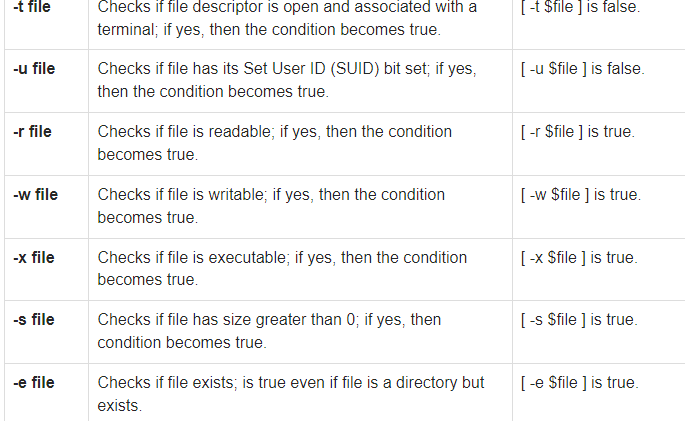 -t file
Checks if file descriptor is open and associated with a
terminal; if yes, then the condition becomes true.
[ -t $file ] is false.
-u file
Checks if file has its Set User ID (SUID) bit set; if yes,
then the condition becomes true.
[ -u $file ] is false.
-r file
Checks if file is readable; if yes, then the condition
becomes true.
[ -r $file ] is true.
-w file
Checks if file is writable; if yes, then the condition
becomes true.
[ -w $file ] is true.
-x file
Checks if file is executable; if yes, then the condition
becomes true.
[ -x $file ] is true.
-s file
Checks if file has size greater than 0; if yes, then
condition becomes true.
[ -s $file ] is true.
-e file
Checks if file exists; is true even if file is a directory but
exists.
[ -e $file ] is true.